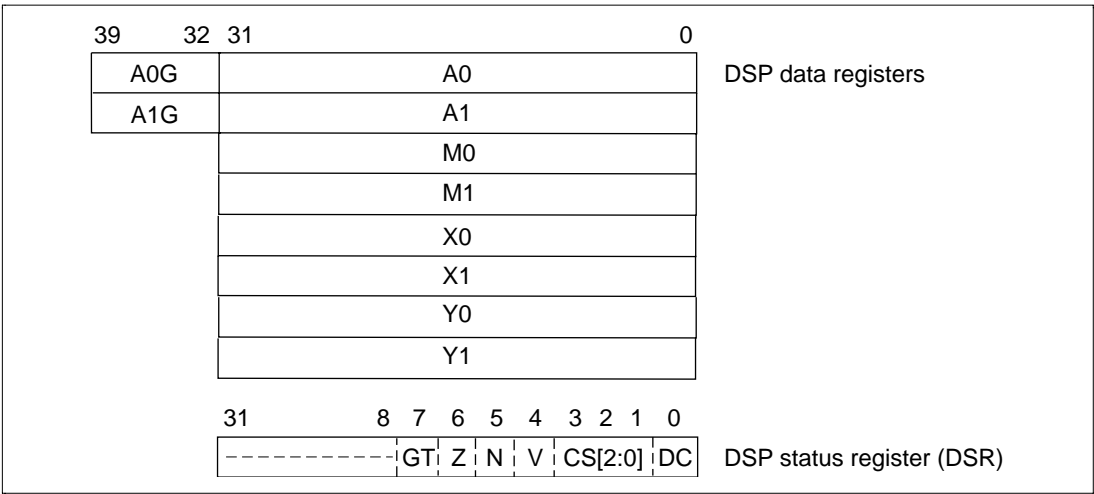 39 32 31 0
A0G A0 DSP data registers
A1G A1
M0
M1
X0
X1
Y0
Y1
31 8 7 6 5 4 3 2 1 0
GT Z N V CS[2:0] DC DSP status register (DSR)